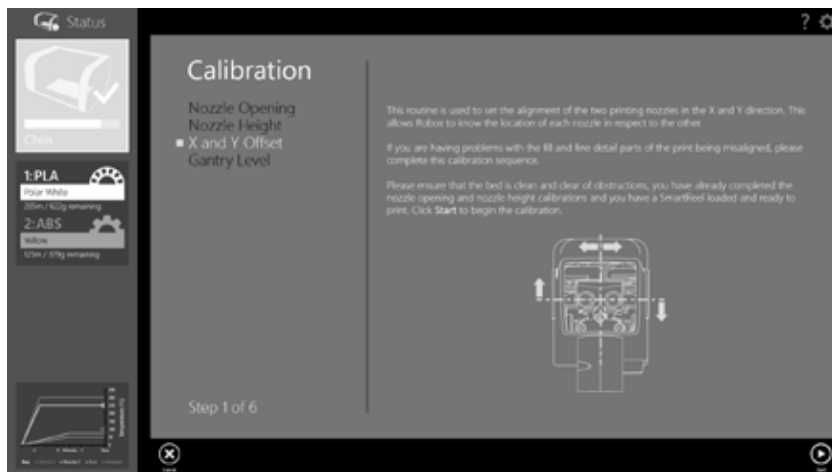 Status
?
Chris
1:PLA
Polar White
205m / 622g remaining
2:ABS
Yellow
125m / 379g remaining
Calibration
Nozzle Opening
Nozzle Height
X and Y Offset
Gantry Level
Step 1 of 6
This routine is used to set the alignment of the two printing nozzles in the X and Y direction. This
allows Robox to know the location of each nozzle in respect to the other.
If you are having problems with the fill and fine detail parts of the print being misaligned, please
complete this calibration sequence.
Please ensure that the bed is clean and clear of obstructions, you have already completed the
nozzle opening and nozzle height calibrations and you have a SmartReel loaded and ready to
print. Click Start to begin the calibration.
Cancel